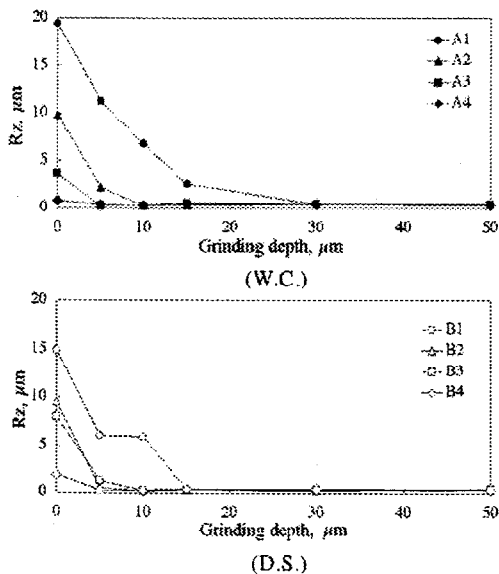 20
15
10
5
0
Rz, μm
A1
A2
A3
A4
0 10 20 30 40 50
Grinding depth, μm
(W.C.)
20
15
10
5
0
Rz, μm
B1
B2
B3
B4
0 10 20 30 40 50
Grinding depth, μm
(D.S.)